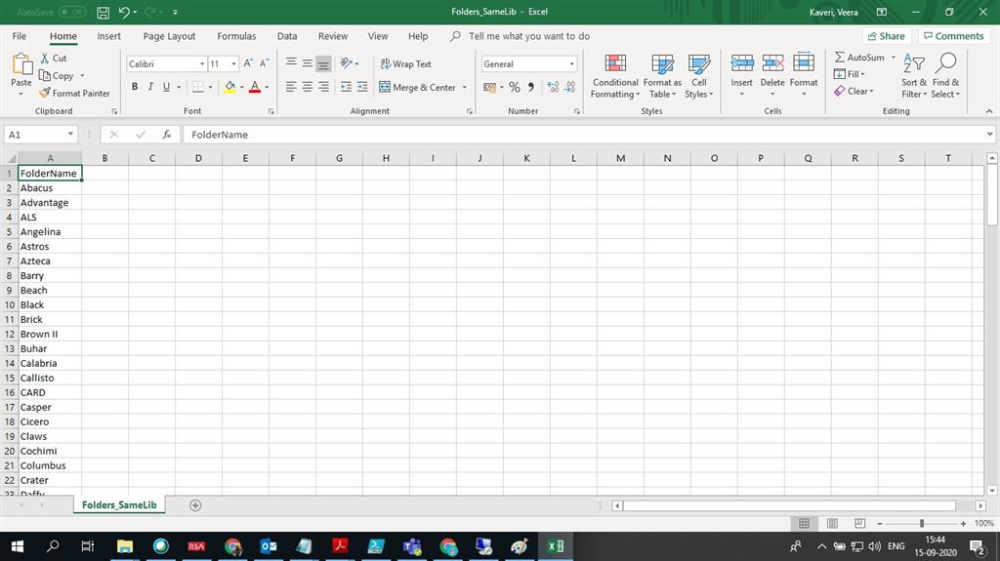 AutoSave Off Folders_SameLib - Excel Kaveri, Veera
File Home Insert Page Layout Formulas Data Review View Help Tell me what you want to do Share Comments
Cut
Copy
Format Painter
Paste
Clipboard
Calibri 11
B I U
Font
Wrap Text
Merge & Center
Alignment
General
%
Number
Conditional Formatting
Format as Table
Cell Styles
Styles
Insert Delete Format
Cells
AutoSum
Fill
Clear
Sort & Filter
Find & Select
Editing
A1 fx FolderName
A B C D E F G H I J K L M N O P Q R S T
1 FolderName
2 Abacus
3 Advantage
4 ALS
5 Angelina
6 Astros
7 Azteca
8 Barry
9 Beach
10 Black
11 Brick
12 Brown II
13 Buhar
14 Calabria
15 Callisto
16 CARD
17 Casper
18 Cicero
19 Claws
20 Cochimi
21 Columbus
22 Crater
23 Daffy
Folders_SameLib
100%
RSA
ENG
15:44
15-09-2020
2